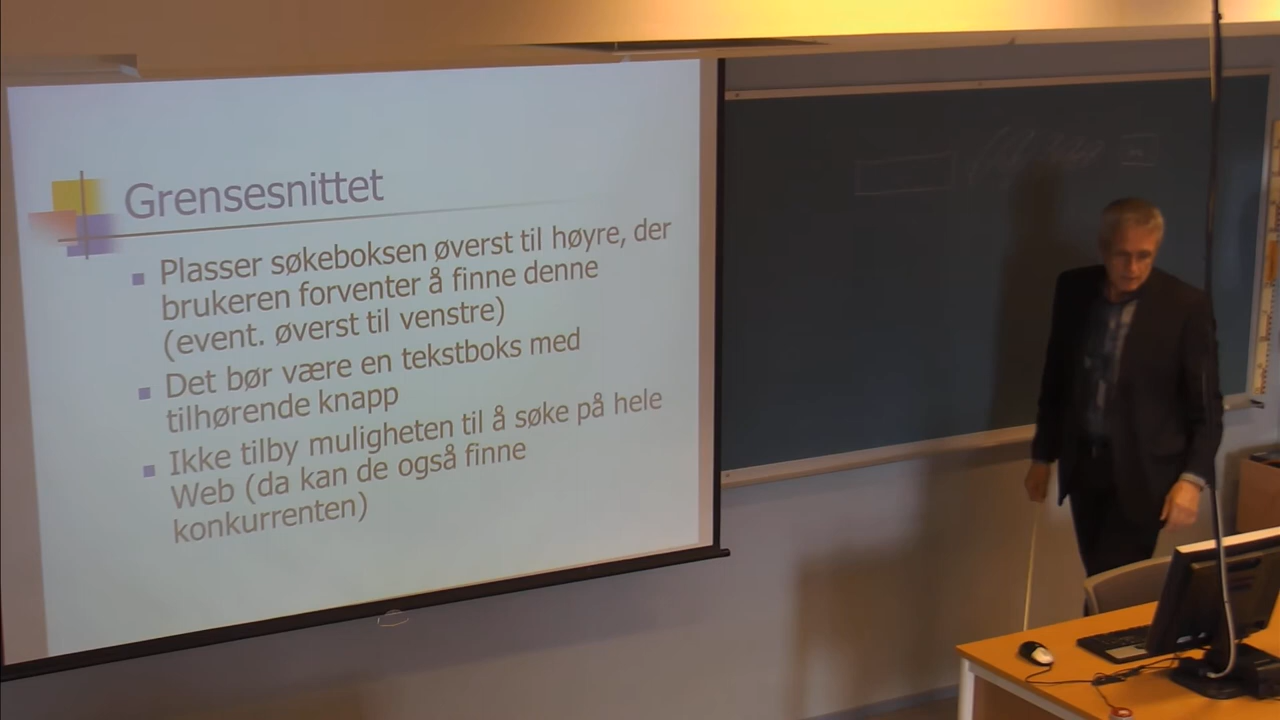 Grensesnittet
Plasser søkeboksen øverst til høyre, der
brukeren forventer å finne denne
(event. øverst til venstre)
Det bør være en tekstboks med
tilhørende knapp
Ikke tilby muligheten til å søke på hele
Web (da kan de også finne
konkurrenten)